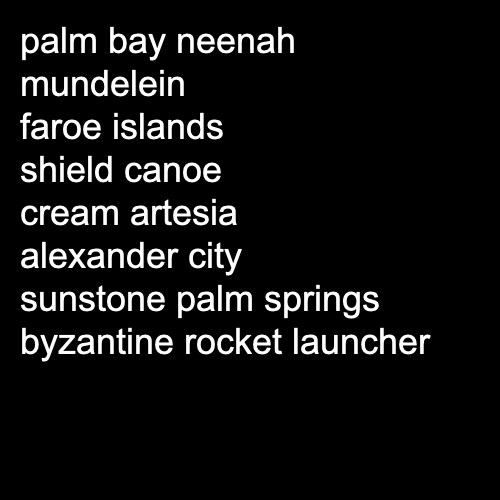 palm bay neenah
mundelein
faroe islands
shield canoe
cream artesia
alexander city
sunstone palm springs
byzantine rocket launcher